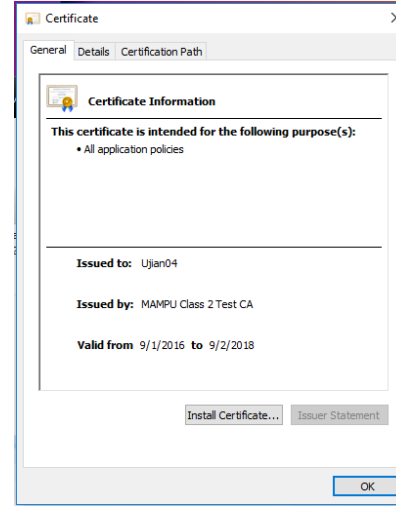 Certificate
General Details Certification Path
Certificate Information
This certificate is intended for the following purpose(s):
• All application policies
Issued to: Ujian04
Issued by: MAMPU Class 2 Test CA
Valid from 9/1/2016 to 9/2/2018
Install Certificate... Issuer Statement
OK